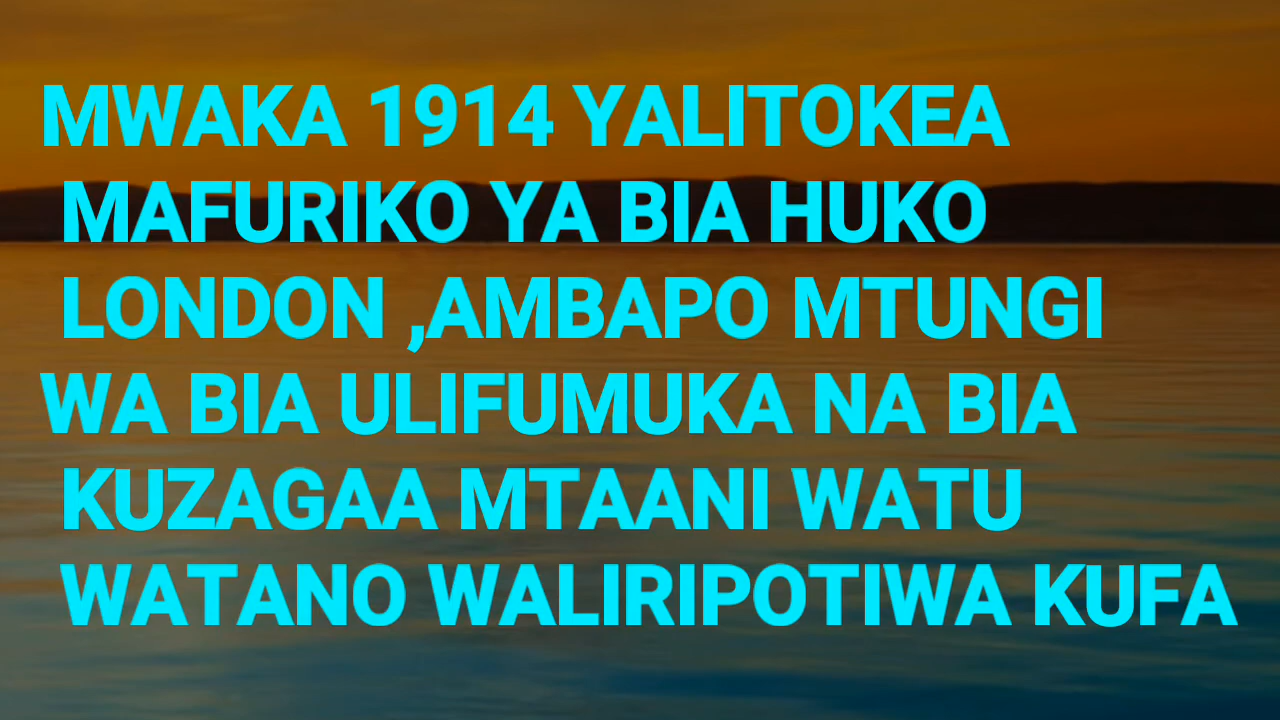 MWAKA 1914 YALITOKEA
MAFURIKO YA BIA HUKO
LONDON ,AMBAPO MTUNGI
WA BIA ULIFUMUKA NA BIA
KUZAGAA MTAANI WATU
WATANO WALIRIPOTIWA KUFA